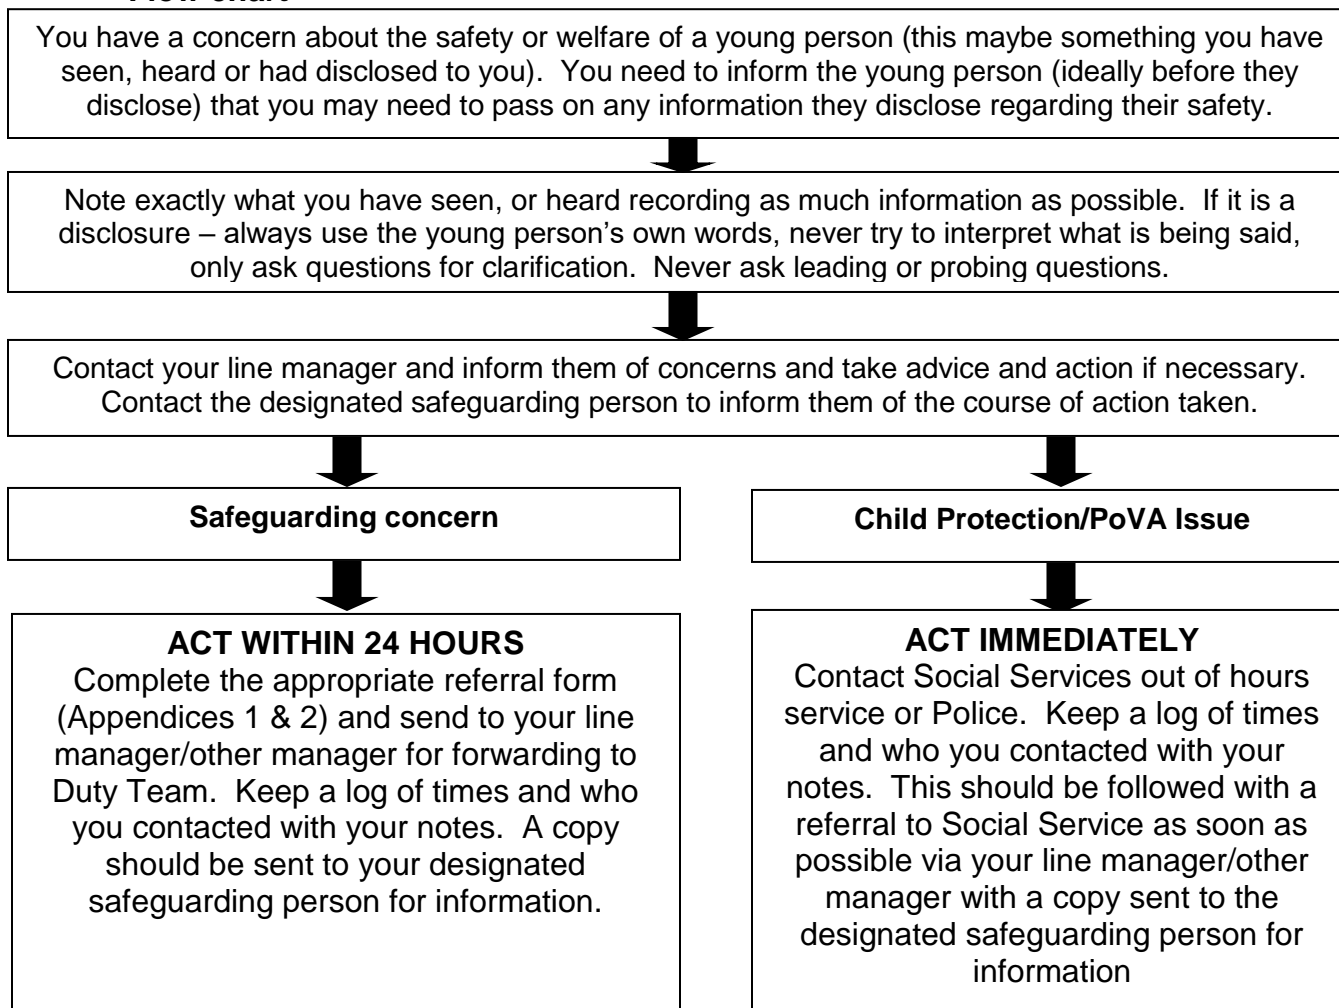 Flow chart
You have a concern about the safety or welfare of a young person (this maybe something you have
seen, heard or had disclosed to you).  You need to inform the young person (ideally before they
disclose) that you may need to pass on any information they disclose regarding their safety.
Note exactly what you have seen, or heard recording as much information as possible.  If it is a
disclosure – always use the young person’s own words, never try to interpret what is being said,
only ask questions for clarification.  Never ask leading or probing questions.
Contact your line manager and inform them of concerns and take advice and action if necessary.
Contact the designated safeguarding person to inform them of the course of action taken.
Safeguarding concern
ACT WITHIN 24 HOURS
Complete the appropriate referral form
(Appendices 1 & 2) and send to your line
manager/other manager for forwarding to
Duty Team.  Keep a log of times and who
you contacted with your notes.  A copy
should be sent to your designated
safeguarding person for information.
Child Protection/PoVA Issue
ACT IMMEDIATELY
Contact Social Services out of hours
service or Police.  Keep a log of times
and who you contacted with your
notes.  This should be followed with a
referral to Social Service as soon as
possible via your line manager/other
manager with a copy sent to the
designated safeguarding person for
information